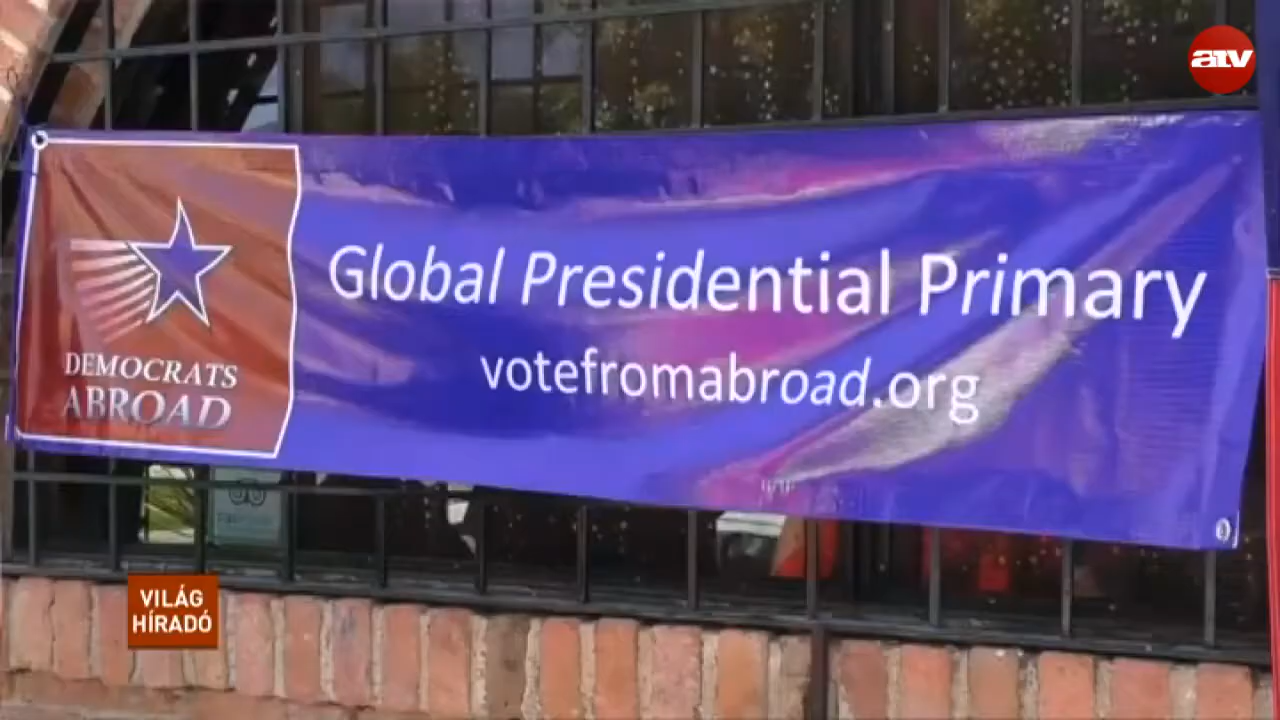 atv
Global Presidential Primary
votefromabroad.org
DEMOCRATS
ABROAD
VILÁG
HÍRADÓ